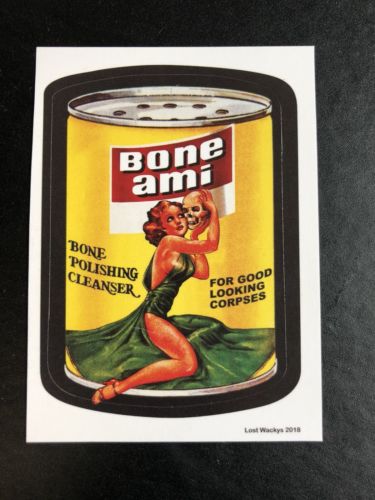 Bone
ami
BONE
POLISHING
CLEANSER
FOR GOOD
LOOKING
CORPSES
Lost Wackys 2018